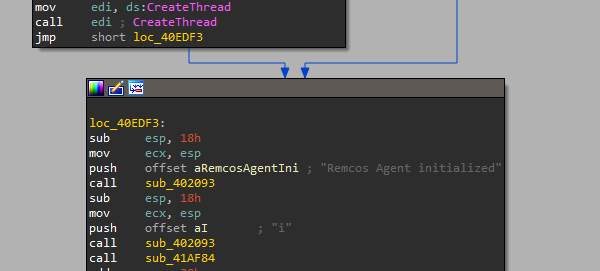 mov edi, ds:CreateThread
call edi ; CreateThread
jmp short loc_40EDF3
loc_40EDF3:
sub esp, 18h
mov ecx, esp
push offset aRemcosAgentIni ; "Remcos Agent initialized"
call sub_402093
sub esp, 18h
mov ecx, esp
push offset aI ; "i"
call sub_402093
call sub_41AF84